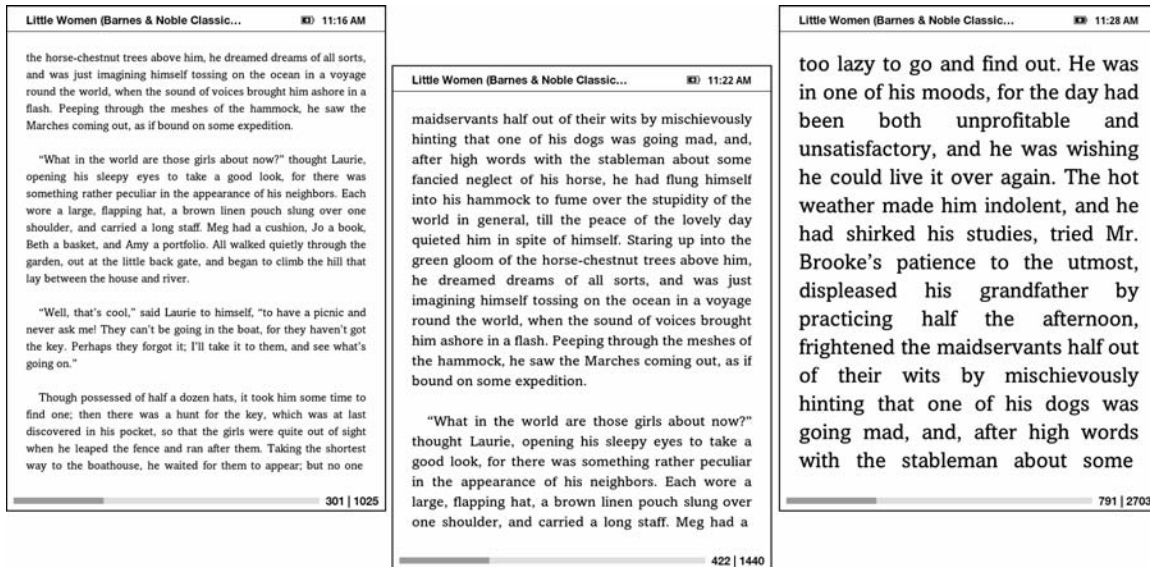 Little Women (Barnes & Noble Classic...
11:16 AM
the horse-chestnut trees above him, he dreamed dreams of all sorts,
and was just imagining himself tossing on the ocean in a voyage
round the world, when the sound of voices brought him ashore in a
flash. Peeping through the meshes of the hammock, he saw the
Marches coming out, as if bound on some expedition.
“What in the world are those girls about now?” thought Laurie,
opening his sleepy eyes to take a good look, for there was
something rather peculiar in the appearance of his neighbors. Each
wore a large, flapping hat, a brown linen pouch slung over one
shoulder, and carried a long staff. Meg had a cushion, Jo a book,
Beth a basket, and Amy a portfolio. All walked quietly through the
garden, out at the little back gate, and began to climb the hill that
lay between the house and river.
“Well, that’s cool,” said Laurie to himself, “to have a picnic and
never ask me! They can’t be going in the boat, for they haven’t got
the key. Perhaps they forgot it; I’ll take it to them, and see what’s
going on.”
Though possessed of half a dozen hats, it took him some time to
find one; then there was a hunt for the key, which was at last
discovered in his pocket, so that the girls were quite out of sight
when he leaped the fence and ran after them. Taking the shortest
way to the boathouse, he waited for them to appear; but no one
301 | 1025
Little Women (Barnes & Noble Classic...
11:22 AM
maidservants half out of their wits by mischievously
hinting that one of his dogs was going mad, and,
after high words with the stableman about some
fancied neglect of his horse, he had flung himself
into his hammock to fume over the stupidity of the
world in general, till the peace of the lovely day
quieted him in spite of himself. Staring up into the
green gloom of the horse-chestnut trees above him,
he dreamed dreams of all sorts, and was just
imagining himself tossing on the ocean in a voyage
round the world, when the sound of voices brought
him ashore in a flash. Peeping through the meshes of
the hammock, he saw the Marches coming out, as if
bound on some expedition.
“What in the world are those girls about now?”
thought Laurie, opening his sleepy eyes to take a
good look, for there was something rather peculiar
in the appearance of his neighbors. Each wore a
large, flapping hat, a brown linen pouch slung over
one shoulder, and carried a long staff. Meg had a
422 | 1440
Little Women (Barnes & Noble Classic...
11:28 AM
too lazy to go and find out. He was
in one of his moods, for the day had
been both unprofitable and
unsatisfactory, and he was wishing
he could live it over again. The hot
weather made him indolent, and he
had shirked his studies, tried Mr.
Brooke’s patience to the utmost,
displeased his grandfather by
practicing half the afternoon,
frightened the maidservants half out
of their wits by mischievously
hinting that one of his dogs was
going mad, and, after high words
with the stableman about some
791 | 2703